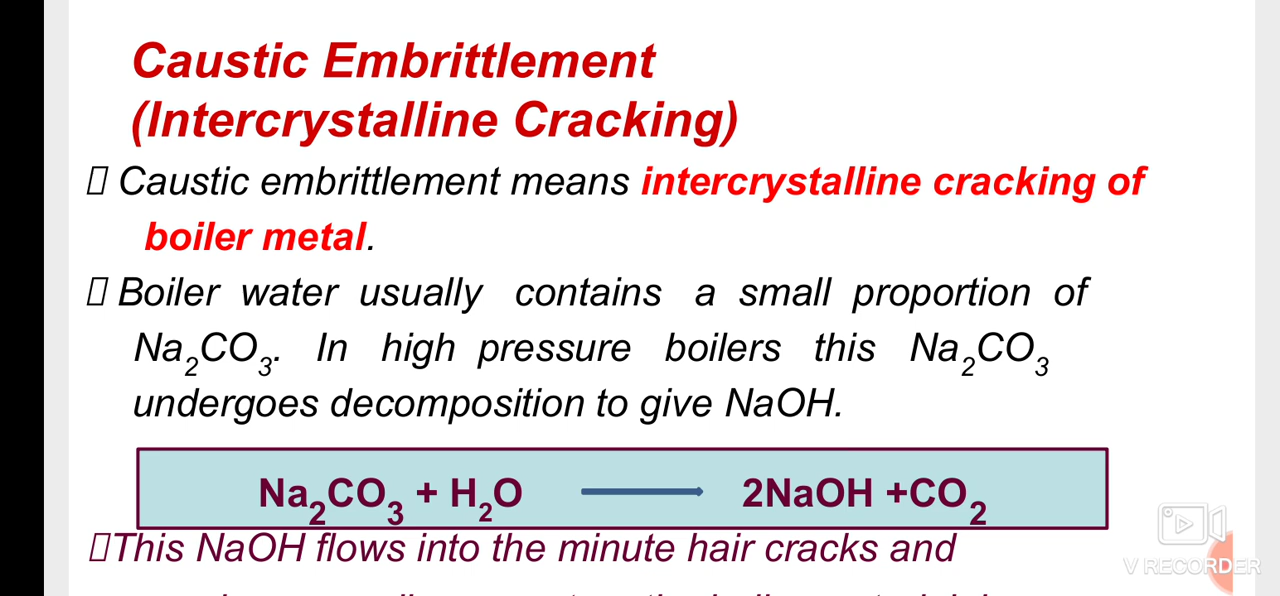 Caustic Embrittlement
(Intercrystalline Cracking)
Caustic embrittlement means intercrystalline cracking of
boiler metal.
Boiler water usually contains a small proportion of
Na₂CO₃. In high pressure boilers this Na₂CO₃
undergoes decomposition to give NaOH.
Na₂CO₃ + H₂O ⟶ 2NaOH +CO₂
This NaOH flows into the minute hair cracks and
V RECORDER